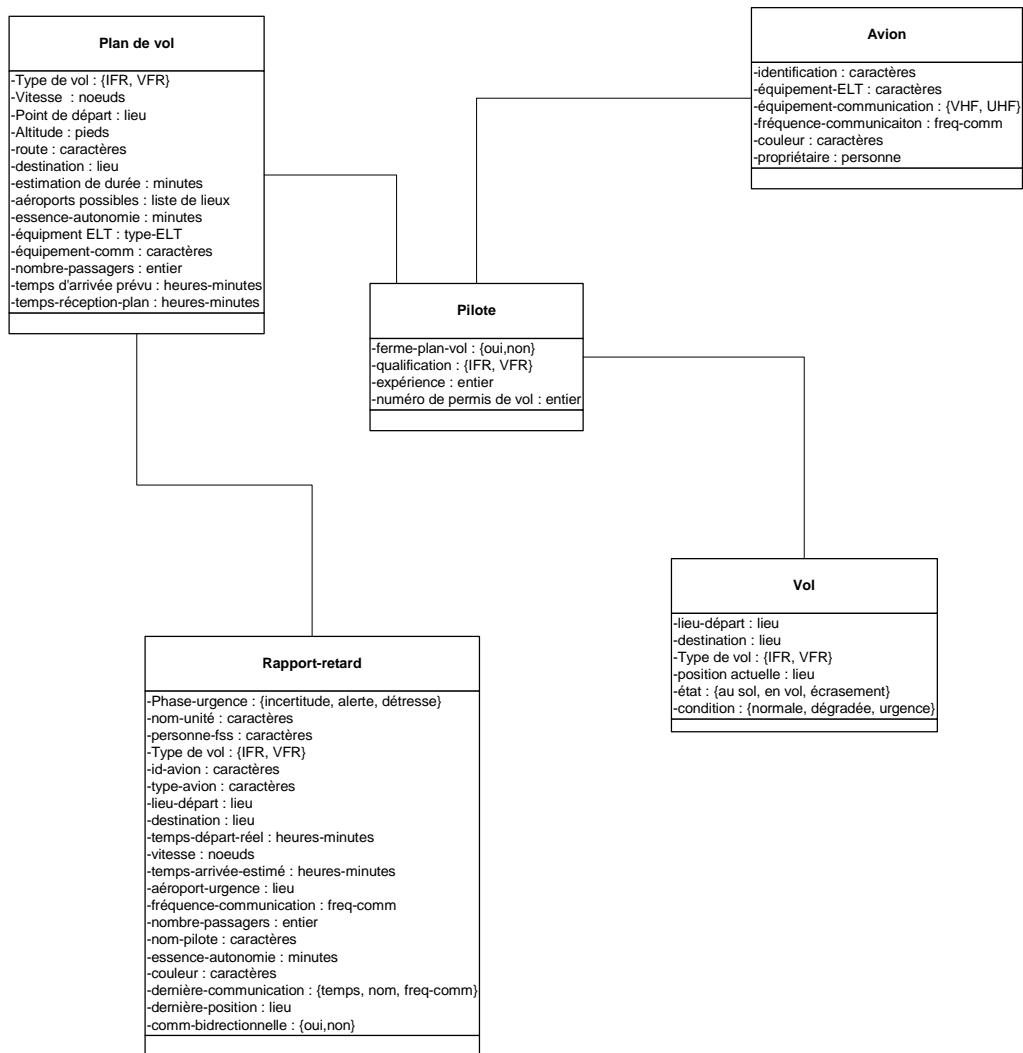 Plan de vol
-Type de vol : {IFR, VFR}
-Vitesse : noeuds
-Point de départ : lieu
-Altitude : pieds
-route : caractères
-destination : lieu
-estimation de durée : minutes
-aéroports possibles : liste de lieux
-essence-autonomie : minutes
-équipment ELT : type-ELT
-équipement-comm : caractères
-nombre-passagers : entier
-temps d'arrivée prévu : heures-minutes
-temps-réception-plan : heures-minutes
Avion
-identification : caractères
-équipement-ELT : caractères
-équipement-communication : {VHF, UHF}
-fréquence-communicaiton : freq-comm
-couleur : caractères
-propriétaire : personne
Pilote
-ferme-plan-vol : {oui,non}
-qualification : {IFR, VFR}
-expérience : entier
-numéro de permis de vol : entier
Vol
-lieu-départ : lieu
-destination : lieu
-Type de vol : {IFR, VFR}
-position actuelle : lieu
-état : {au sol, en vol, écrasement}
-condition : {normale, dégradée, urgence}
Rapport-retard
-Phase-urgence : {incertitude, alerte, détresse}
-nom-unité : caractères
-personne-fss : caractères
-Type de vol : {IFR, VFR}
-id-avion : caractères
-type-avion : caractères
-lieu-départ : lieu
-destination : lieu
-temps-départ-réel : heures-minutes
-vitesse : noeuds
-temps-arrivée-estimé : heures-minutes
-aéroport-urgence : lieu
-fréquence-communication : freq-comm
-nombre-passagers : entier
-nom-pilote : caractères
-essence-autonomie : minutes
-couleur : caractères
-dernière-communication : {temps, nom, freq-comm}
-dernière-position : lieu
-comm-bidrectionnelle : {oui,non}